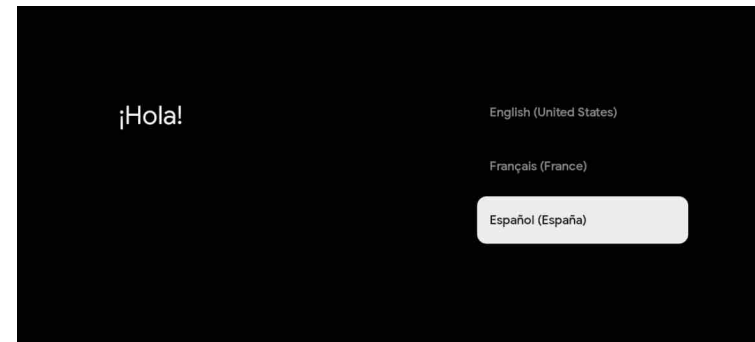 ¡Hola!
English (United States)
Français (France)
Español (España)